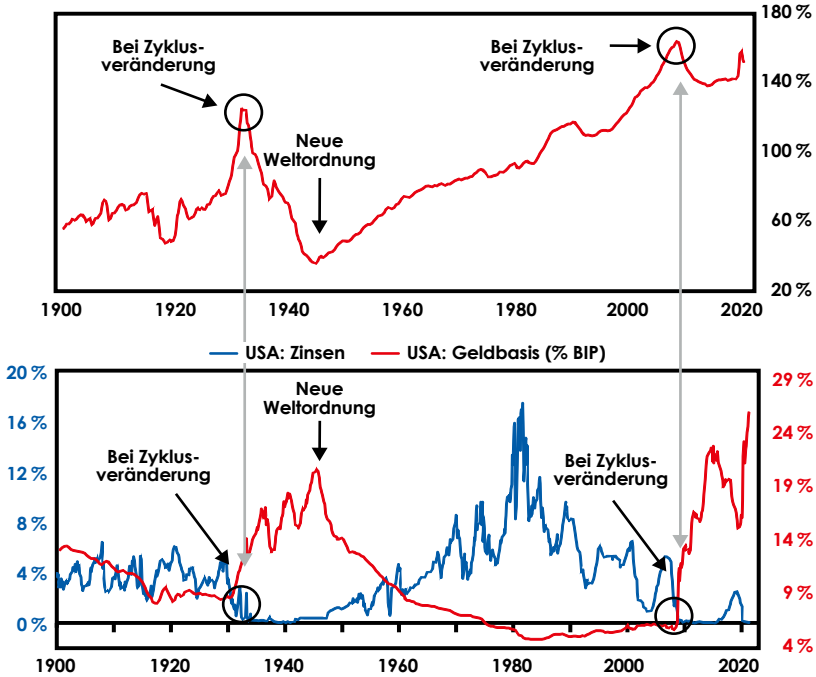 180 %
Bei Zyklus-
veränderung
Bei Zyklus-
veränderung
140 %
Neue
Weltordnung
100 %
60 %
20 %
1900 1920 1940 1960 1980 2000 2020
USA: Zinsen USA: Geldbasis (% BIP)
20 % 29 %
Neue
Weltordnung
16 % 24 %
Bei Zyklus-
veränderung
Bei Zyklus-
veränderung
12 % 19 %
8 % 14 %
4 % 9 %
0 % 4 %
1900 1920 1940 1960 1980 2000 2020